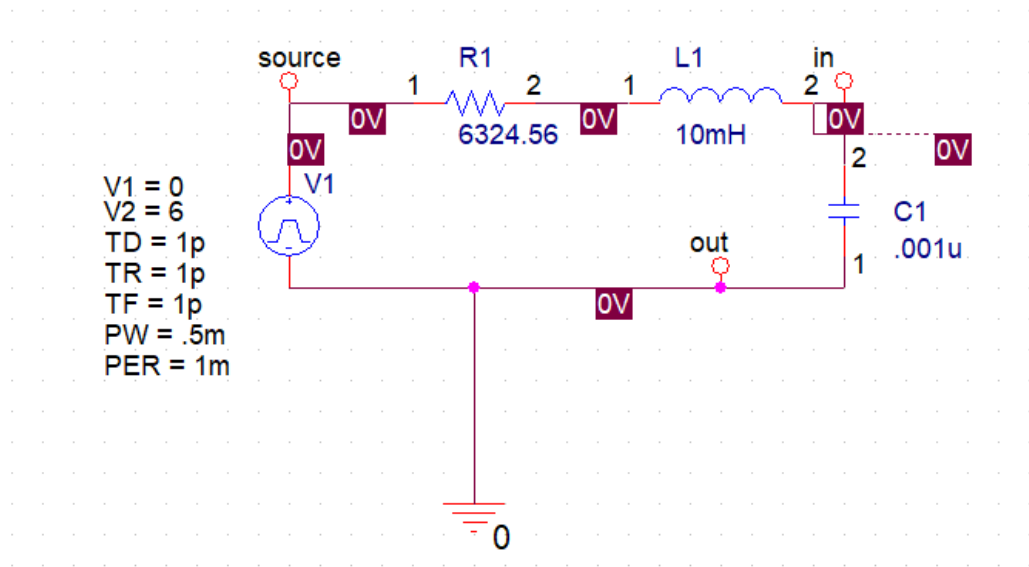 source
R1
L1
in
1
2
1
2
0V
0V
0V
6324.56
10mH
0V
0V
2
V1
V1 = 0
V2 = 6
TD = 1p
TR = 1p
TF = 1p
PW = .5m
PER = 1m
C1
.001u
out
1
0V
0